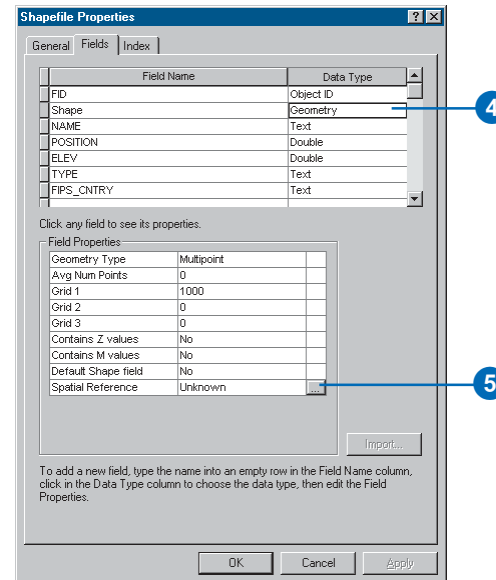 Shapefile Properties
General Fields Index
Field Name Data Type
FID Object ID
Shape Geometry
NAME Text
POSITION Double
ELEV Double
TYPE Text
FIPS_CNTRY Text
4
Click any field to see its properties.
Field Properties
Geometry Type Multipoint
Avg Num Points 0
Grid 1 1000
Grid 2 0
Grid 3 0
Contains Z values No
Contains M values No
Default Shape field No
Spatial Reference Unknown ...
5
Import...
To add a new field, type the name into an empty row in the Field Name column,
click in the Data Type column to choose the data type, then edit the Field
Properties.
OK Cancel Apply